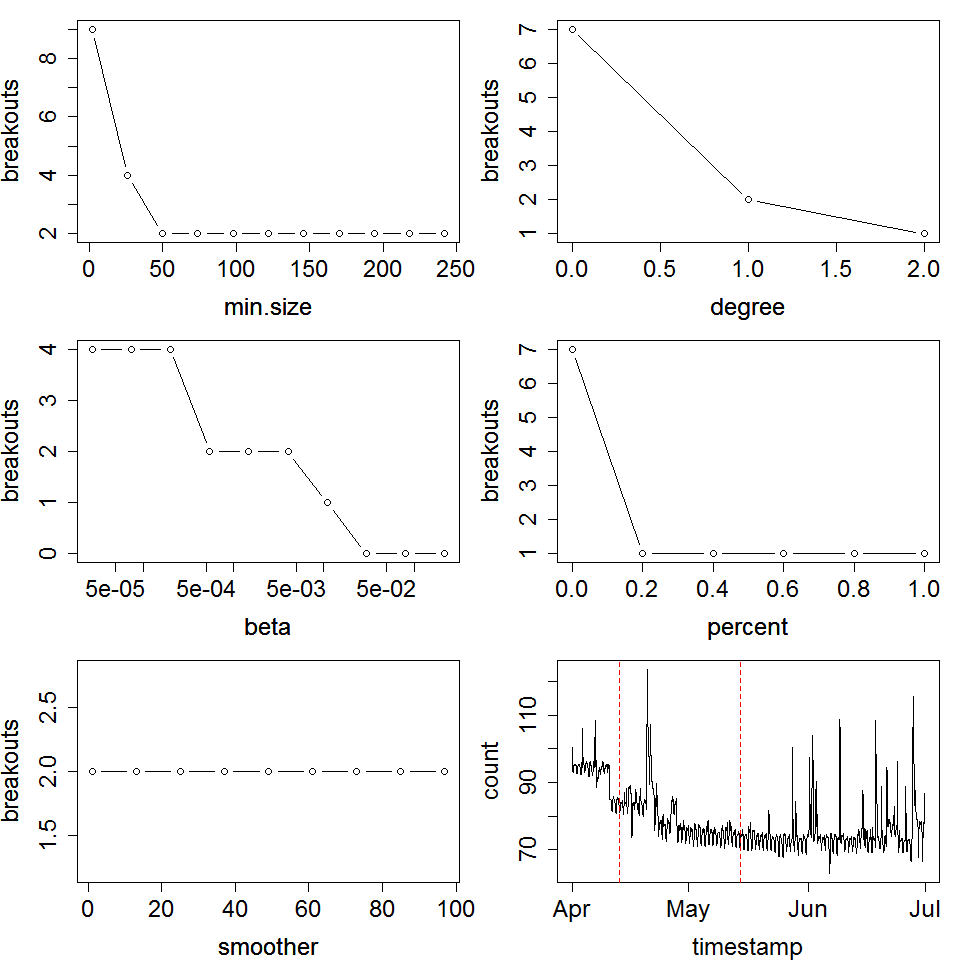 breakouts
8
6
4
2
0 50 100 150 200 250
min.size
breakouts
7
6
5
4
3
2
1
0.0 0.5 1.0 1.5 2.0
degree
breakouts
4
3
2
1
0
5e-05 5e-04 5e-03 5e-02
beta
breakouts
7
6
5
4
3
2
1
0.0 0.2 0.4 0.6 0.8 1.0
percent
breakouts
2.5
2.0
1.5
0 20 40 60 80 100
smoother
count
110
90
70
Apr May Jun Jul
timestamp